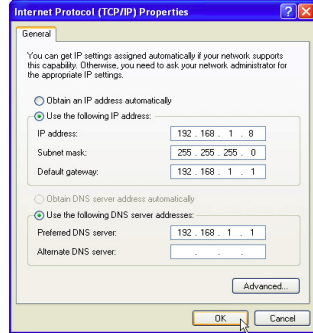 Internet Protocol (TCP/IP) Properties
General
You can get IP settings assigned automatically if your network supports
this capability. Otherwise, you need to ask your network administrator for
the appropriate IP settings.
Obtain an IP address automatically
Use the following IP address:
IP address: 192 . 168 . 1 . 8
Subnet mask: 255 . 255 . 255 . 0
Default gateway: 192 . 168 . 1 . 1
Obtain DNS server address automatically
Use the following DNS server addresses:
Preferred DNS server: 192 . 168 . 1 . 1
Alternate DNS server: . . .
Advanced...
OK Cancel